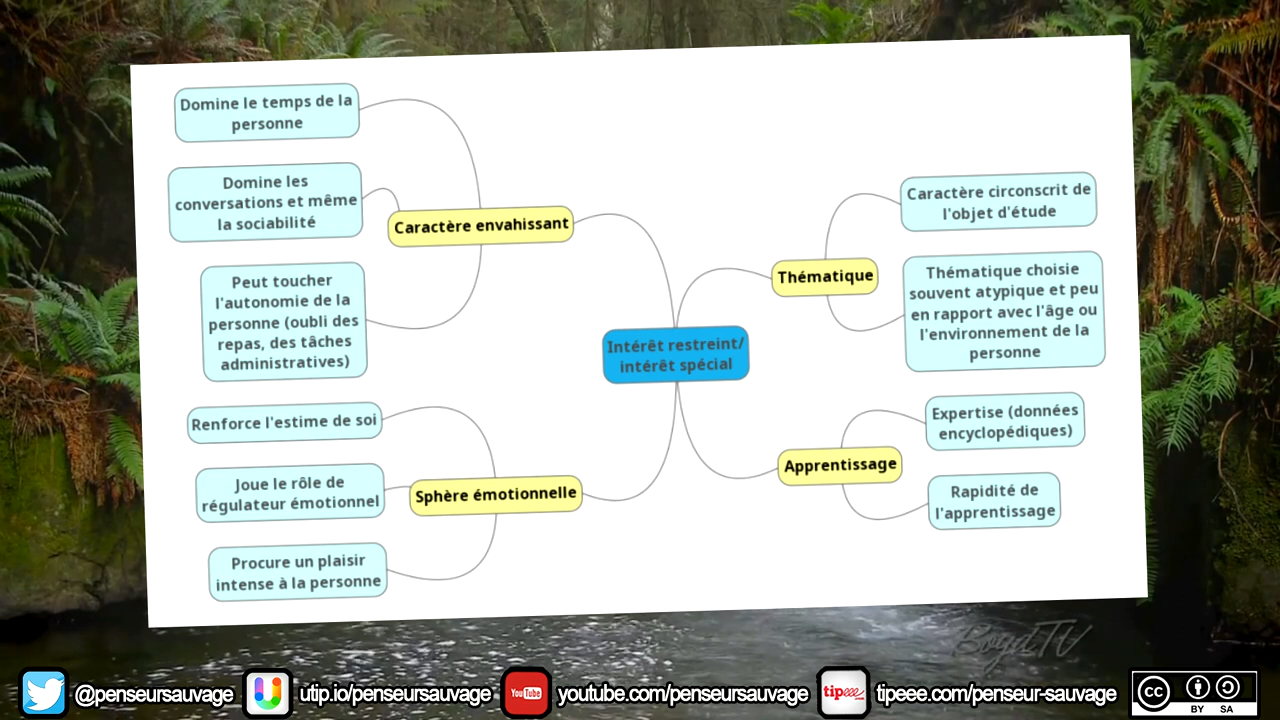 Domine le temps de la
personne
Domine les
conversations et même
la sociabilité
Caractère envahissant
Peut toucher
l'autonomie de la
personne (oubli des
repas, des tâches
administratives)
Renforce l'estime de soi
Joue le rôle de
régulateur émotionnel
Sphère émotionnelle
Procure un plaisir
intense à la personne
Intérêt restreint/
intérêt spécial
Caractère circonscrit de
l'objet d'étude
Thématique
Thématique choisie
souvent atypique et peu
en rapport avec l'âge ou
l'environnement de la
personne
Expertise (données
encyclopédiques)
Apprentissage
Rapidité de
l'apprentissage
BoydTV
@penseursauvage
utip.io/penseursauvage
YouTube
youtube.com/penseursauvage
tipeee
tipeee.com/penseur-sauvage
cc
BY SA